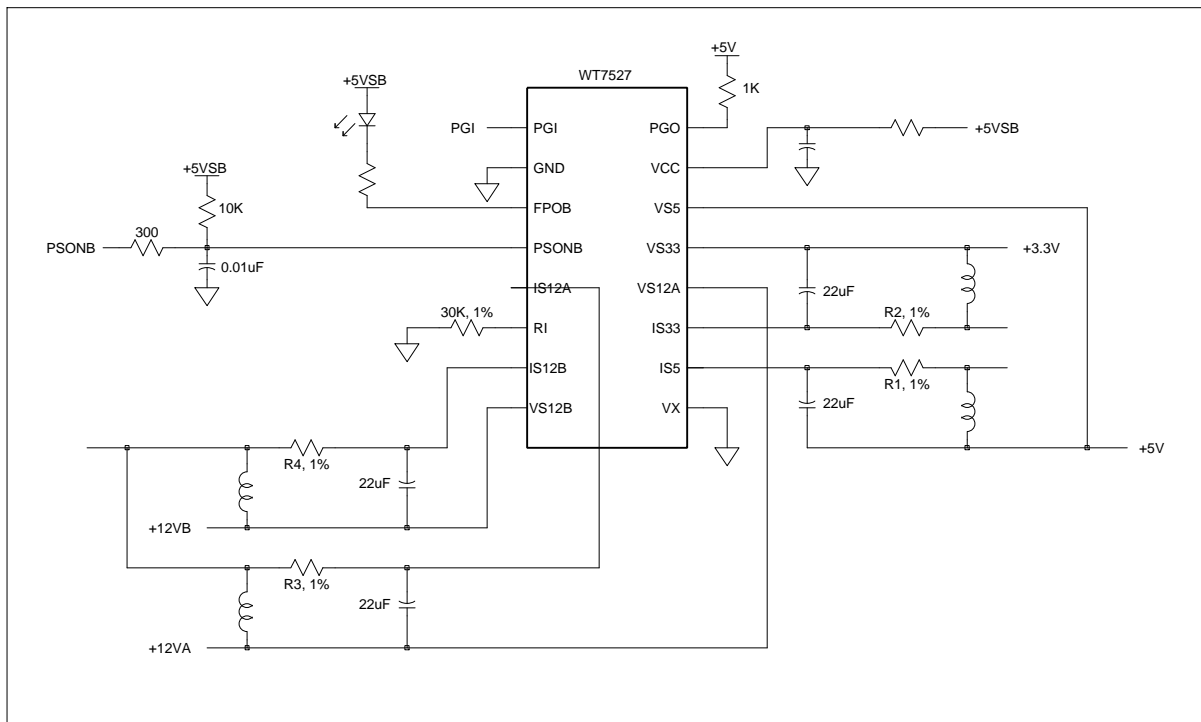 +5V
WT7527
+5VSB
1K
PGI
PGI
PGO
+5VSB
GND
VCC
+5VSB
10K
FPOB
VS5
300
PSONB
PSONB
VS33
+3.3V
0.01uF
IS12A
VS12A
22uF
30K, 1%
RI
IS33
R2, 1%
IS12B
IS5
R1, 1%
VS12B
VX
22uF
R4, 1%
22uF
+5V
+12VB
R3, 1%
22uF
+12VA